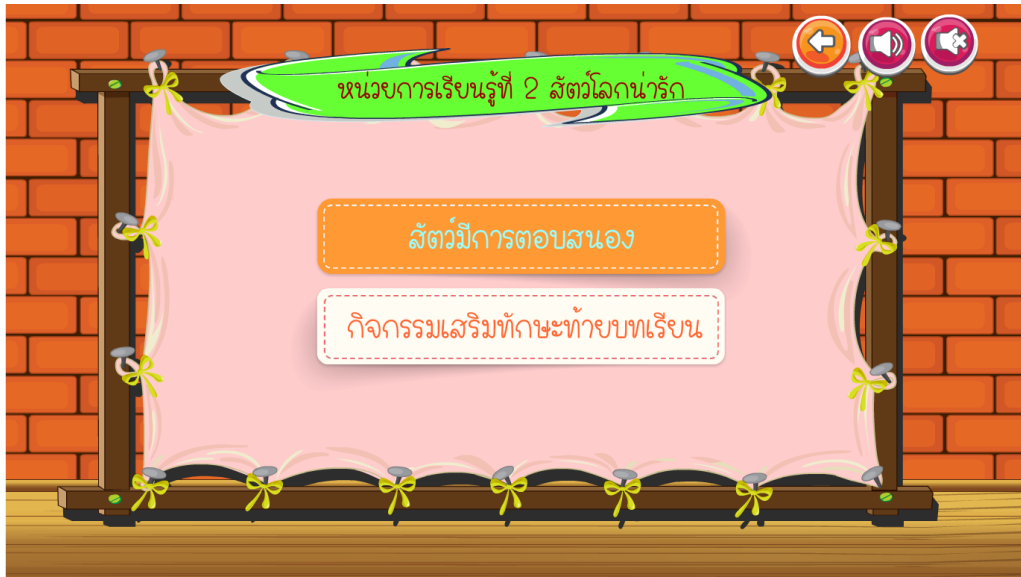 หน่วยการเรียนรู้ที่ 2 สัตว์โลกน่ารัก
สัตว์มีการตอบสนอง
กิจกรรมเสริมทักษะท้ายบทเรียน